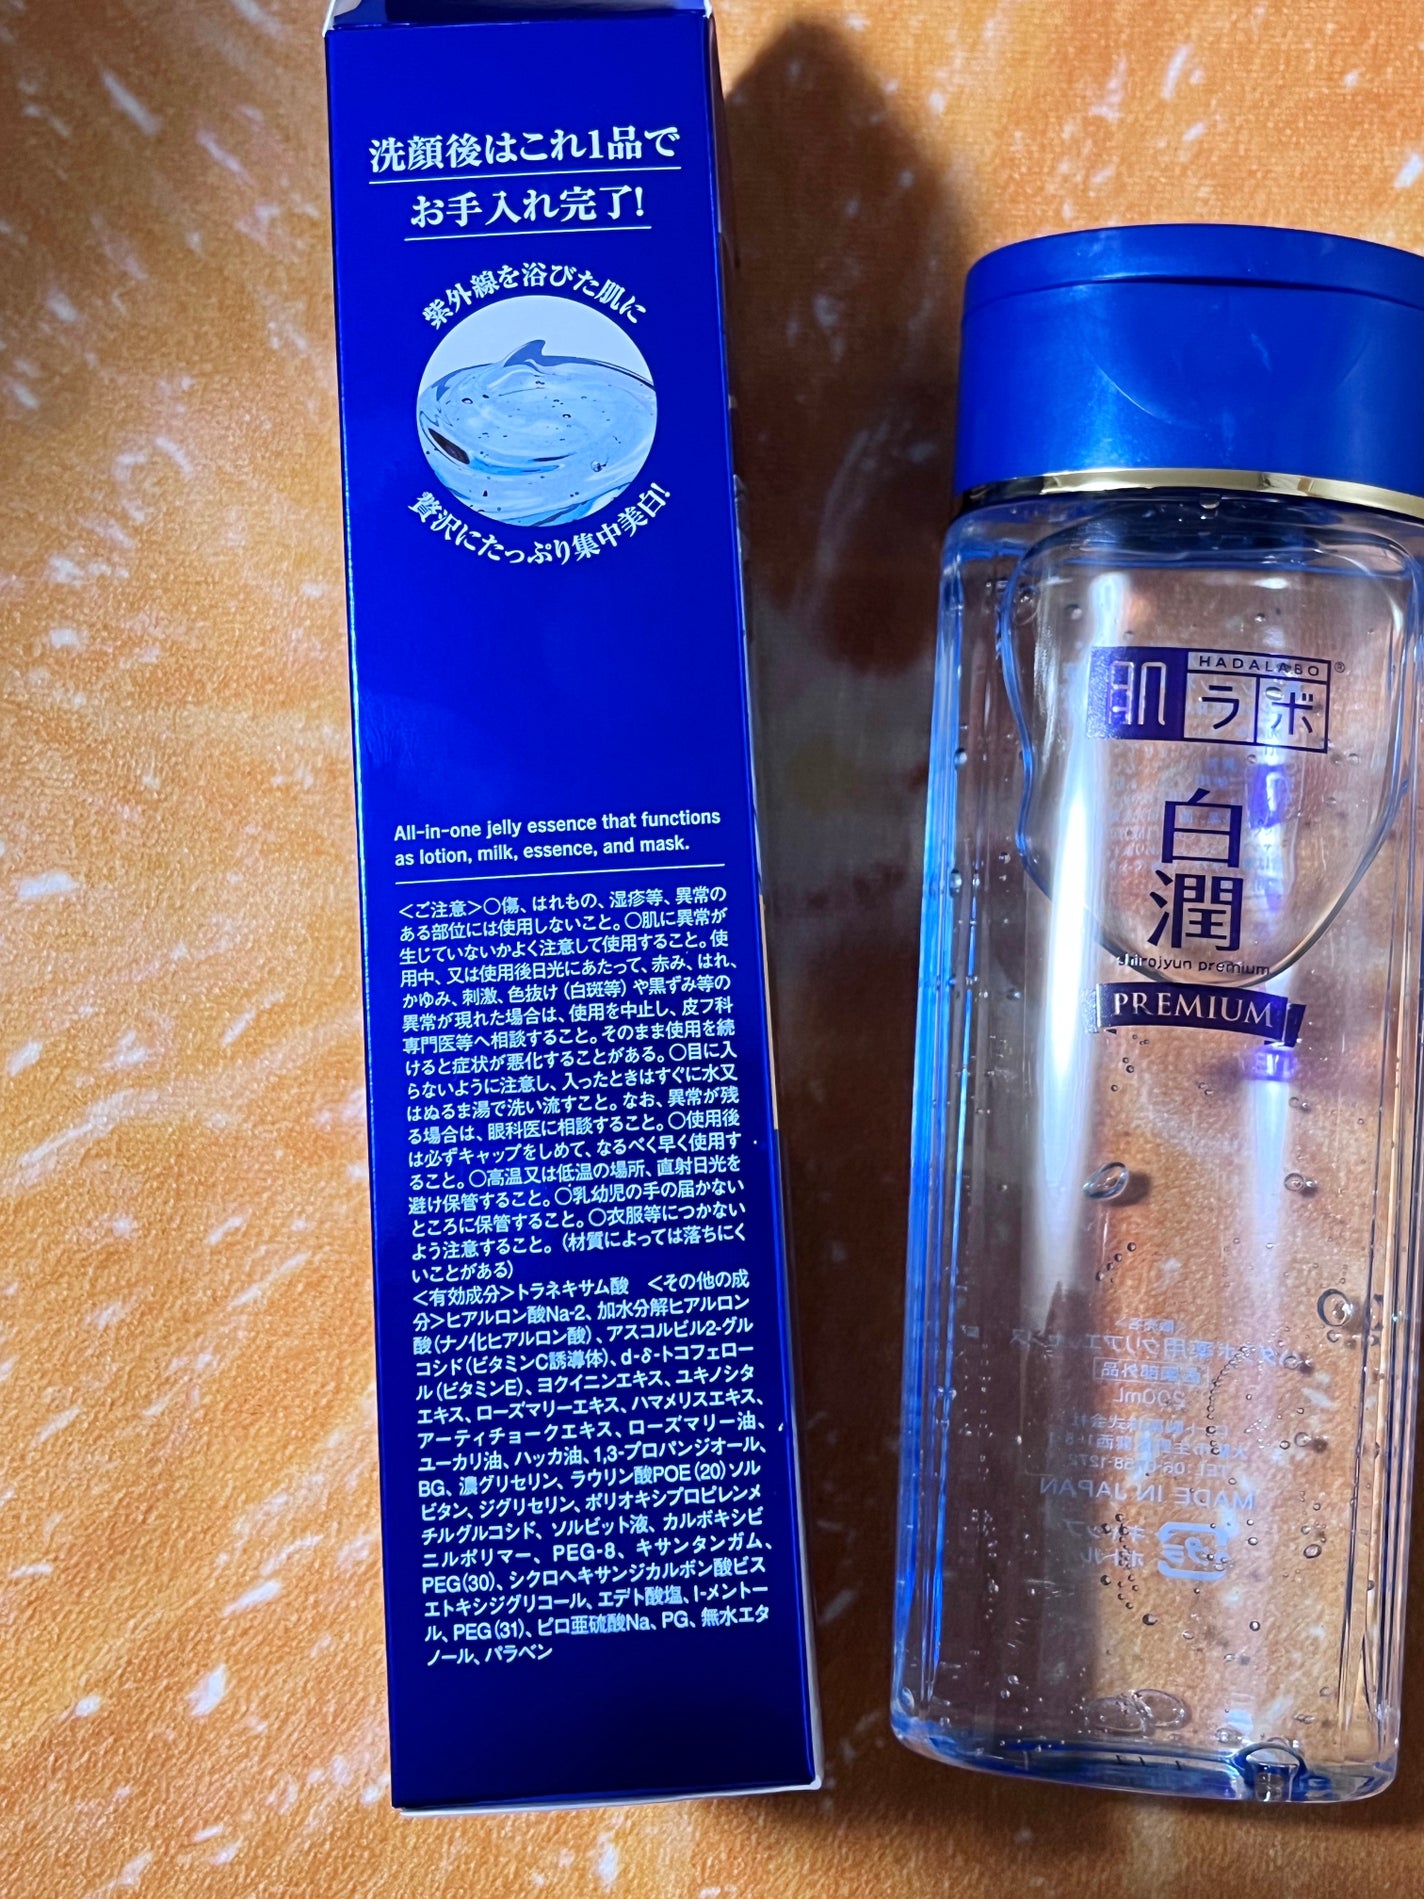 洗顔後はこれ1品で
お手入れ完了!
紫外線を浴びた肌に
贅沢にたっぷり集中美白!
All-in-one jelly essence that functions
as lotion, milk, essence, and mask.
<ご注意>○傷、はれもの、湿疹等、異常の
ある部位には使用しないこと。○肌に異常が
生じていないかよく注意して使用すること。使
用中、又は使用後日光にあたって、赤み、はれ、
かゆみ、刺激、色抜け(白斑等)や黒ずみ等の
異常が現れた場合は、使用を中止し、皮フ科
専門医等へ相談すること。そのまま使用を続
けると症状が悪化することがある。○目に入
らないように注意し、入ったときはすぐに水又
はぬるま湯で洗い流すこと。なお、異常が残
る場合は、眼科医に相談すること。○使用後
は必ずキャップをしめて、なるべく早く使用す
ること。○高温又は低温の場所、直射日光を
避け保管すること。○乳幼児の手の届かない
ところに保管すること。○衣服等につかない
よう注意すること。(材質によっては落ちにく
いことがある)
<有効成分>トラネキサム酸 <その他の成
分>ヒアルロン酸Na-2、加水分解ヒアルロン
酸(ナノ化ヒアルロン酸)、アスコルビル2-グル
コシド(ビタミンC誘導体)、d-δ-トコフェロー
ル(ビタミンE)、ヨクイニンエキス、ユキノシタ
エキス、ローズマリーエキス、ハマメリスエキス、
アーティチョークエキス、ローズマリー油、
ユーカリ油、ハッカ油、1,3-プロパンジオール、
BG、濃グリセリン、ラウリン酸POE(20)ソル
ビタン、ジグリセリン、ポリオキシプロピレンメ
チルグルコシド、ソルビット液、カルボキシビ
ニルポリマー、PEG-8、キサンタンガム、
PEG(30)、シクロヘキサンジカルボン酸ビス
エトキシジグリコール、エデト酸塩、l-メントー
ル、PEG(31)、ピロ亜硫酸Na、PG、無水エタ
ノール、パラベン
HADALABO®
肌ラボ
白潤
shirojyun premium
PREMIUM
200mL
MADE IN JAPAN